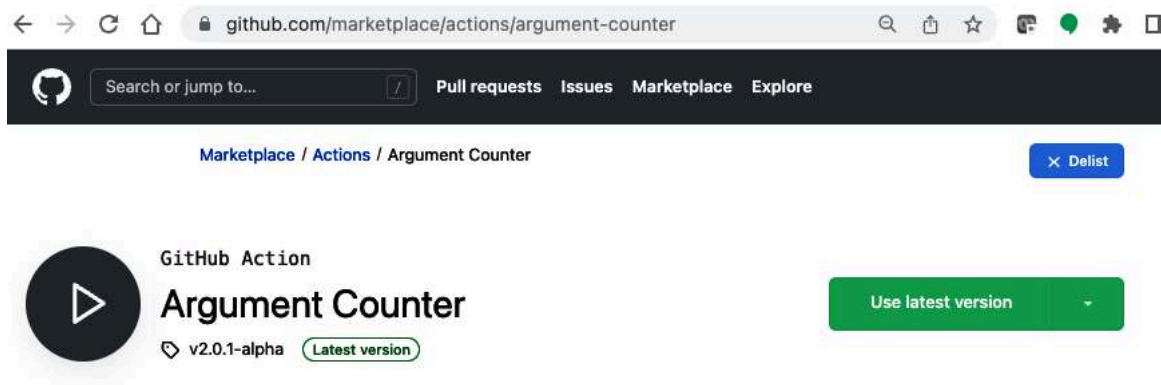 github.com/marketplace/actions/argument-counter
Search or jump to... / Pull requests Issues Marketplace Explore
Marketplace / Actions / Argument Counter × Delist
GitHub Action
Argument Counter
Use latest version
v2.0.1-alpha Latest version